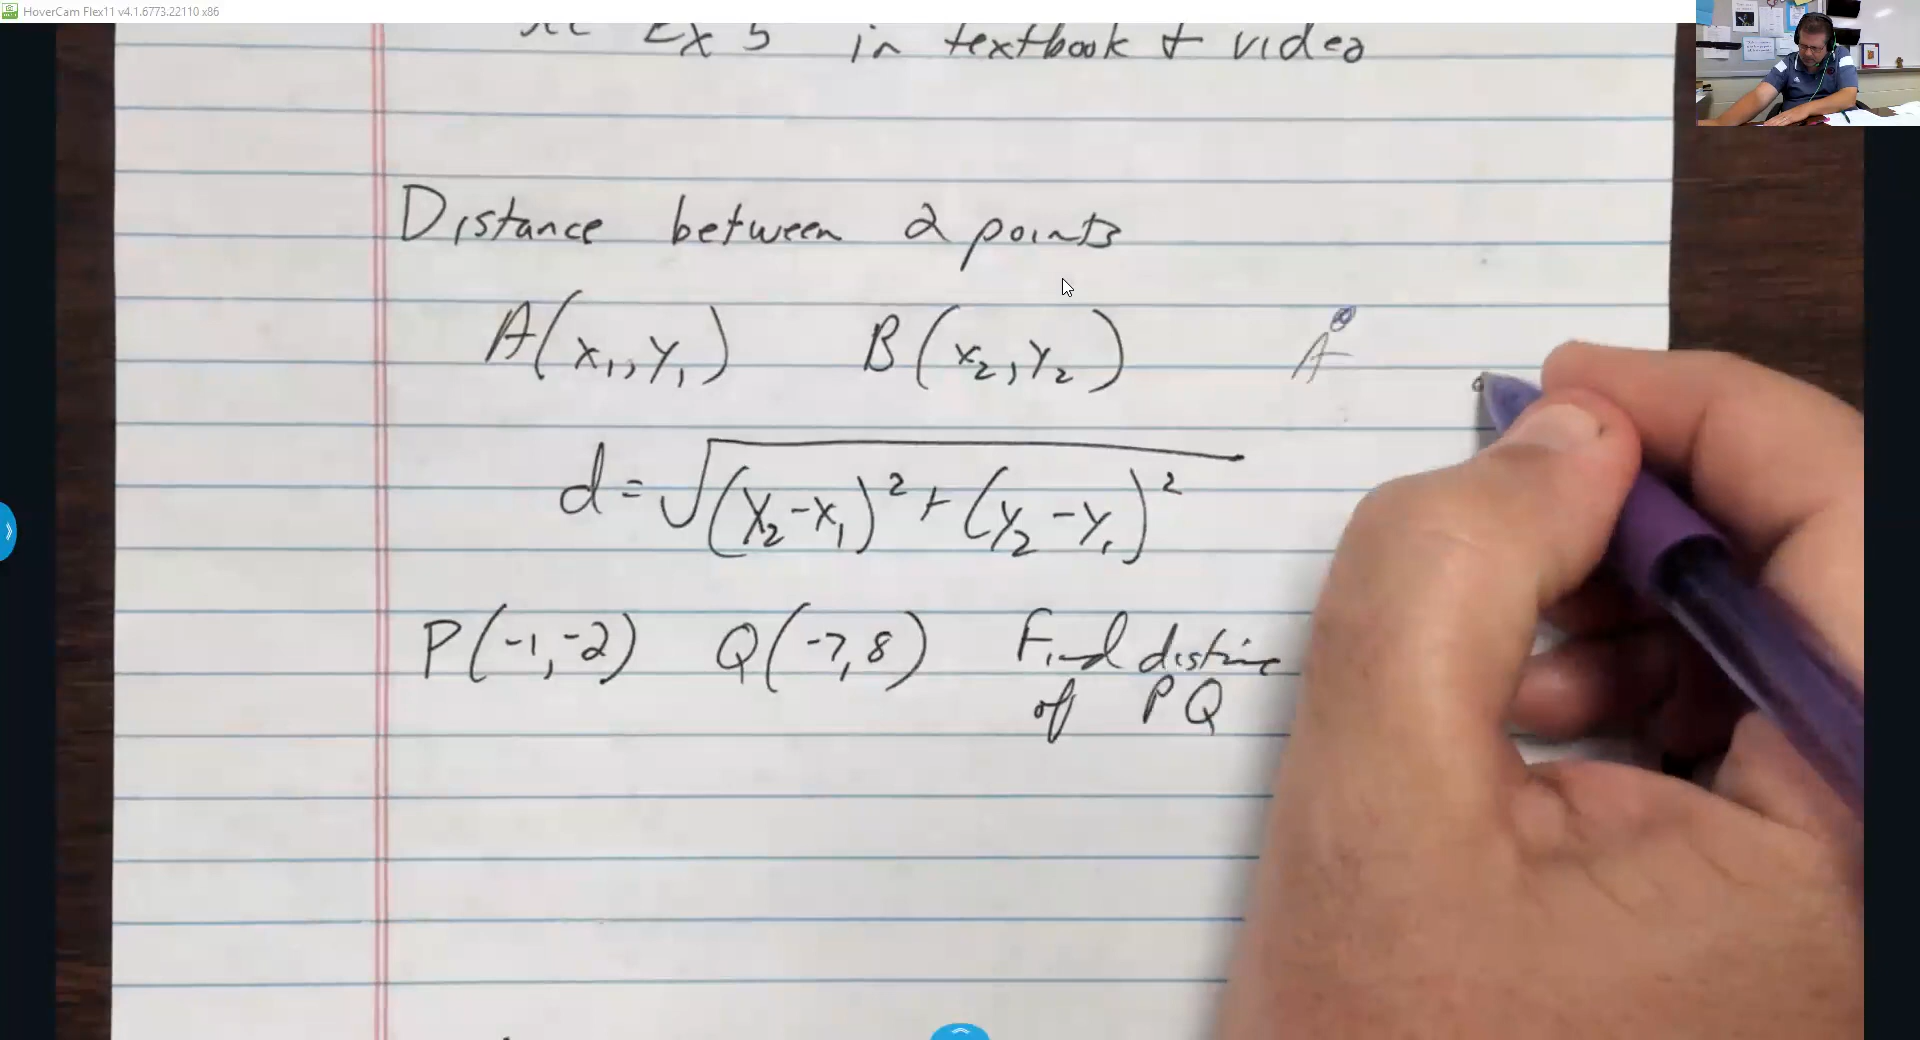 HoverCam Flex11 v4.1.6773.22110 x86
Ex 5 in textbook + video
Distance between 2 points
A(x₁,y₁) B(x₂,y₂) A
d=√(x₂-x₁)²+(y₂-y₁)²
P(-1,-2) Q(-7,8) Find distance
of PQ